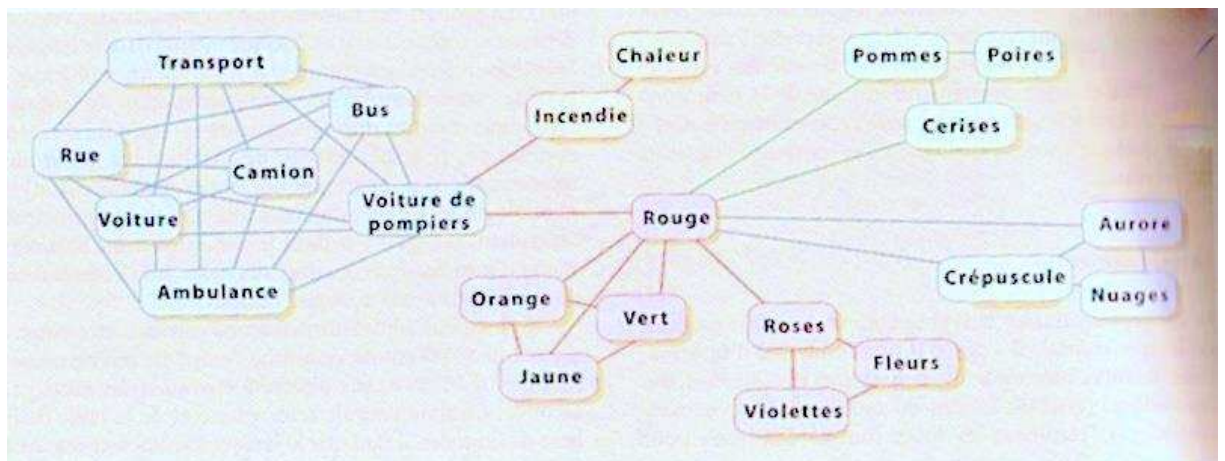 Transport
Chaleur
Pommes
Poires
Bus
Incendie
Cerises
Rue
Camion
Voiture
Voiture de
pompiers
Rouge
Aurore
Crépuscule
Ambulance
Nuages
Orange
Vert
Roses
Fleurs
Jaune
Violettes